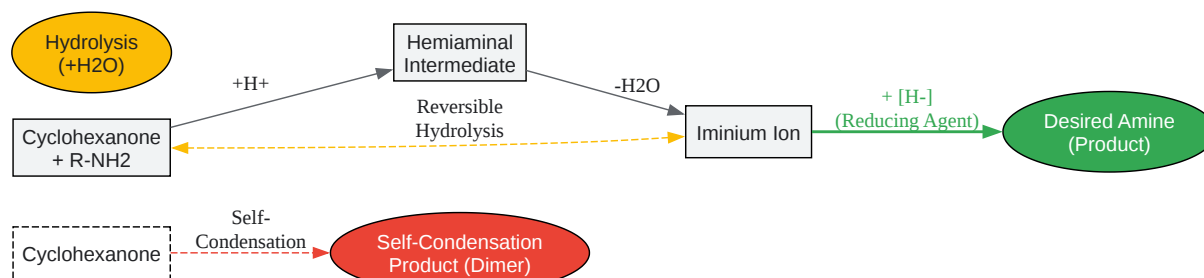 Hydrolysis
(+H2O)
Hemiaminal
Intermediate
+H+
-H2O
Reversible
Hydrolysis
Cyclohexanone
+ R-NH2
Iminium Ion
+ [H-]
(Reducing Agent)
Desired Amine
(Product)
Self-
Condensation
Cyclohexanone
Self-Condensation
Product (Dimer)